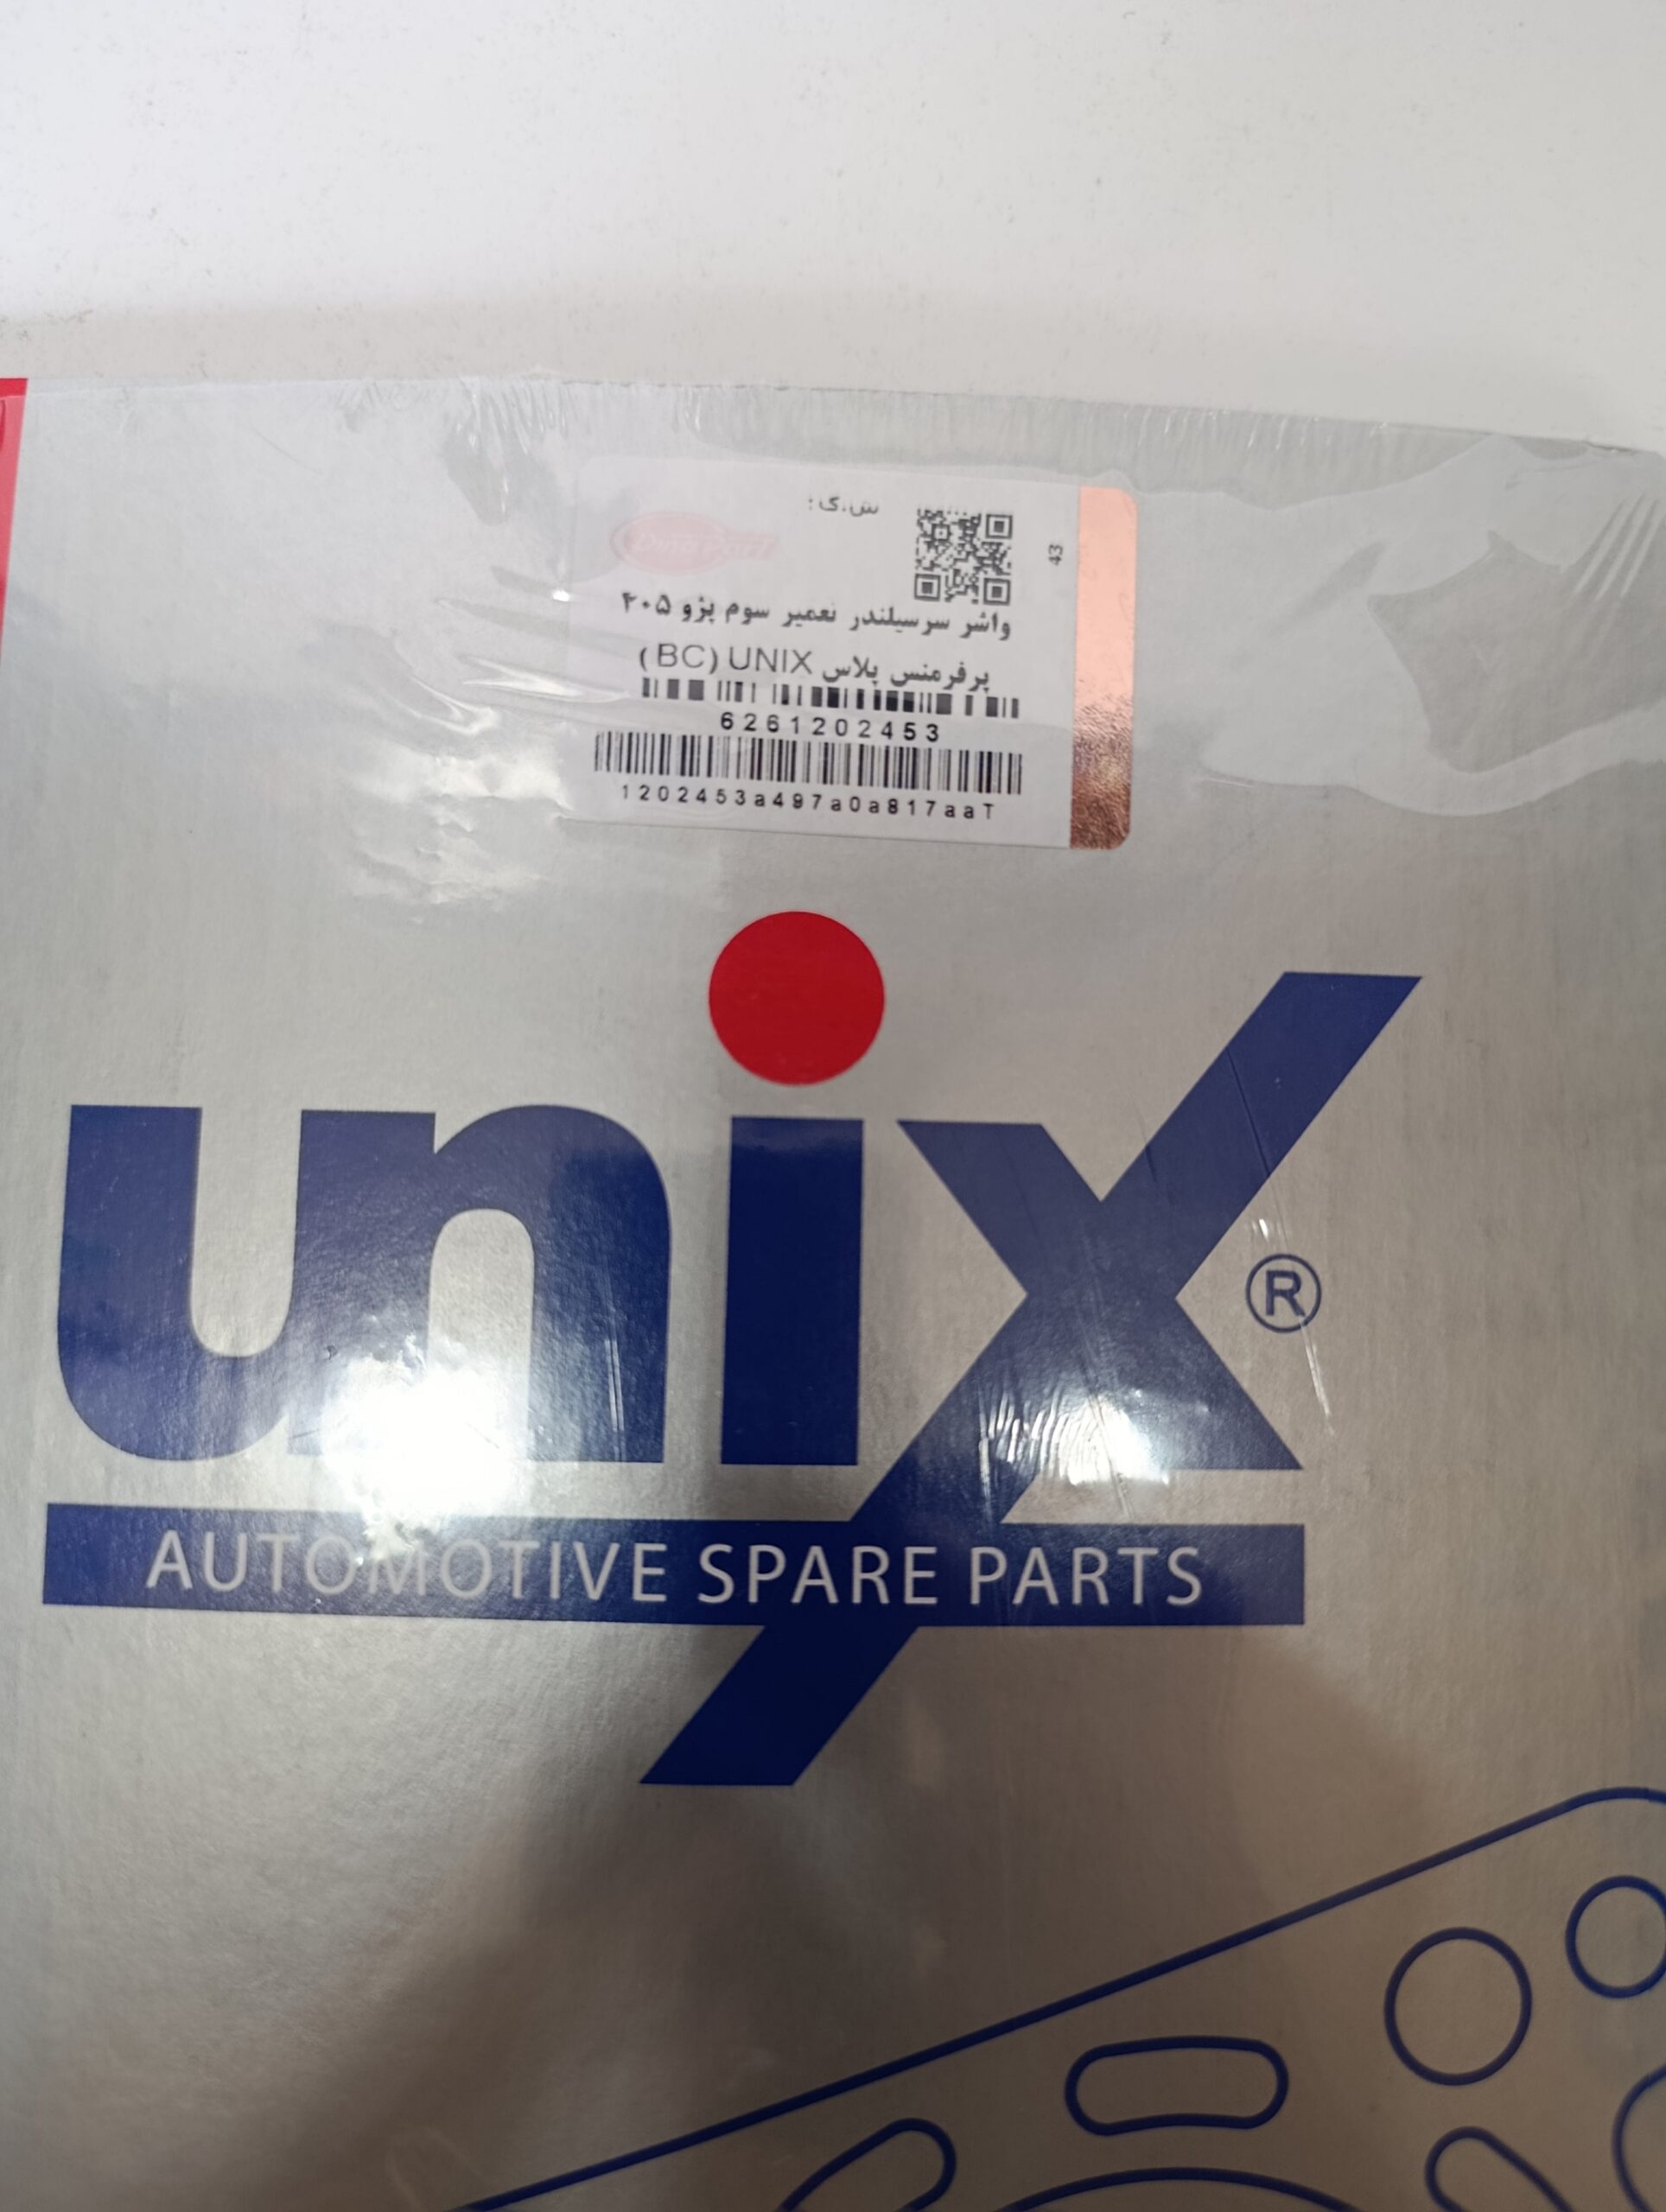 ش.ک :
43
واشر سرسیلندر تعمیر سوم پژو ۴۰۵
پرفرمنس پلاس UNIX (BC)
6261202453
1202453a497a0a817aaT
unix
®
AUTOMOTIVE SPARE PARTS